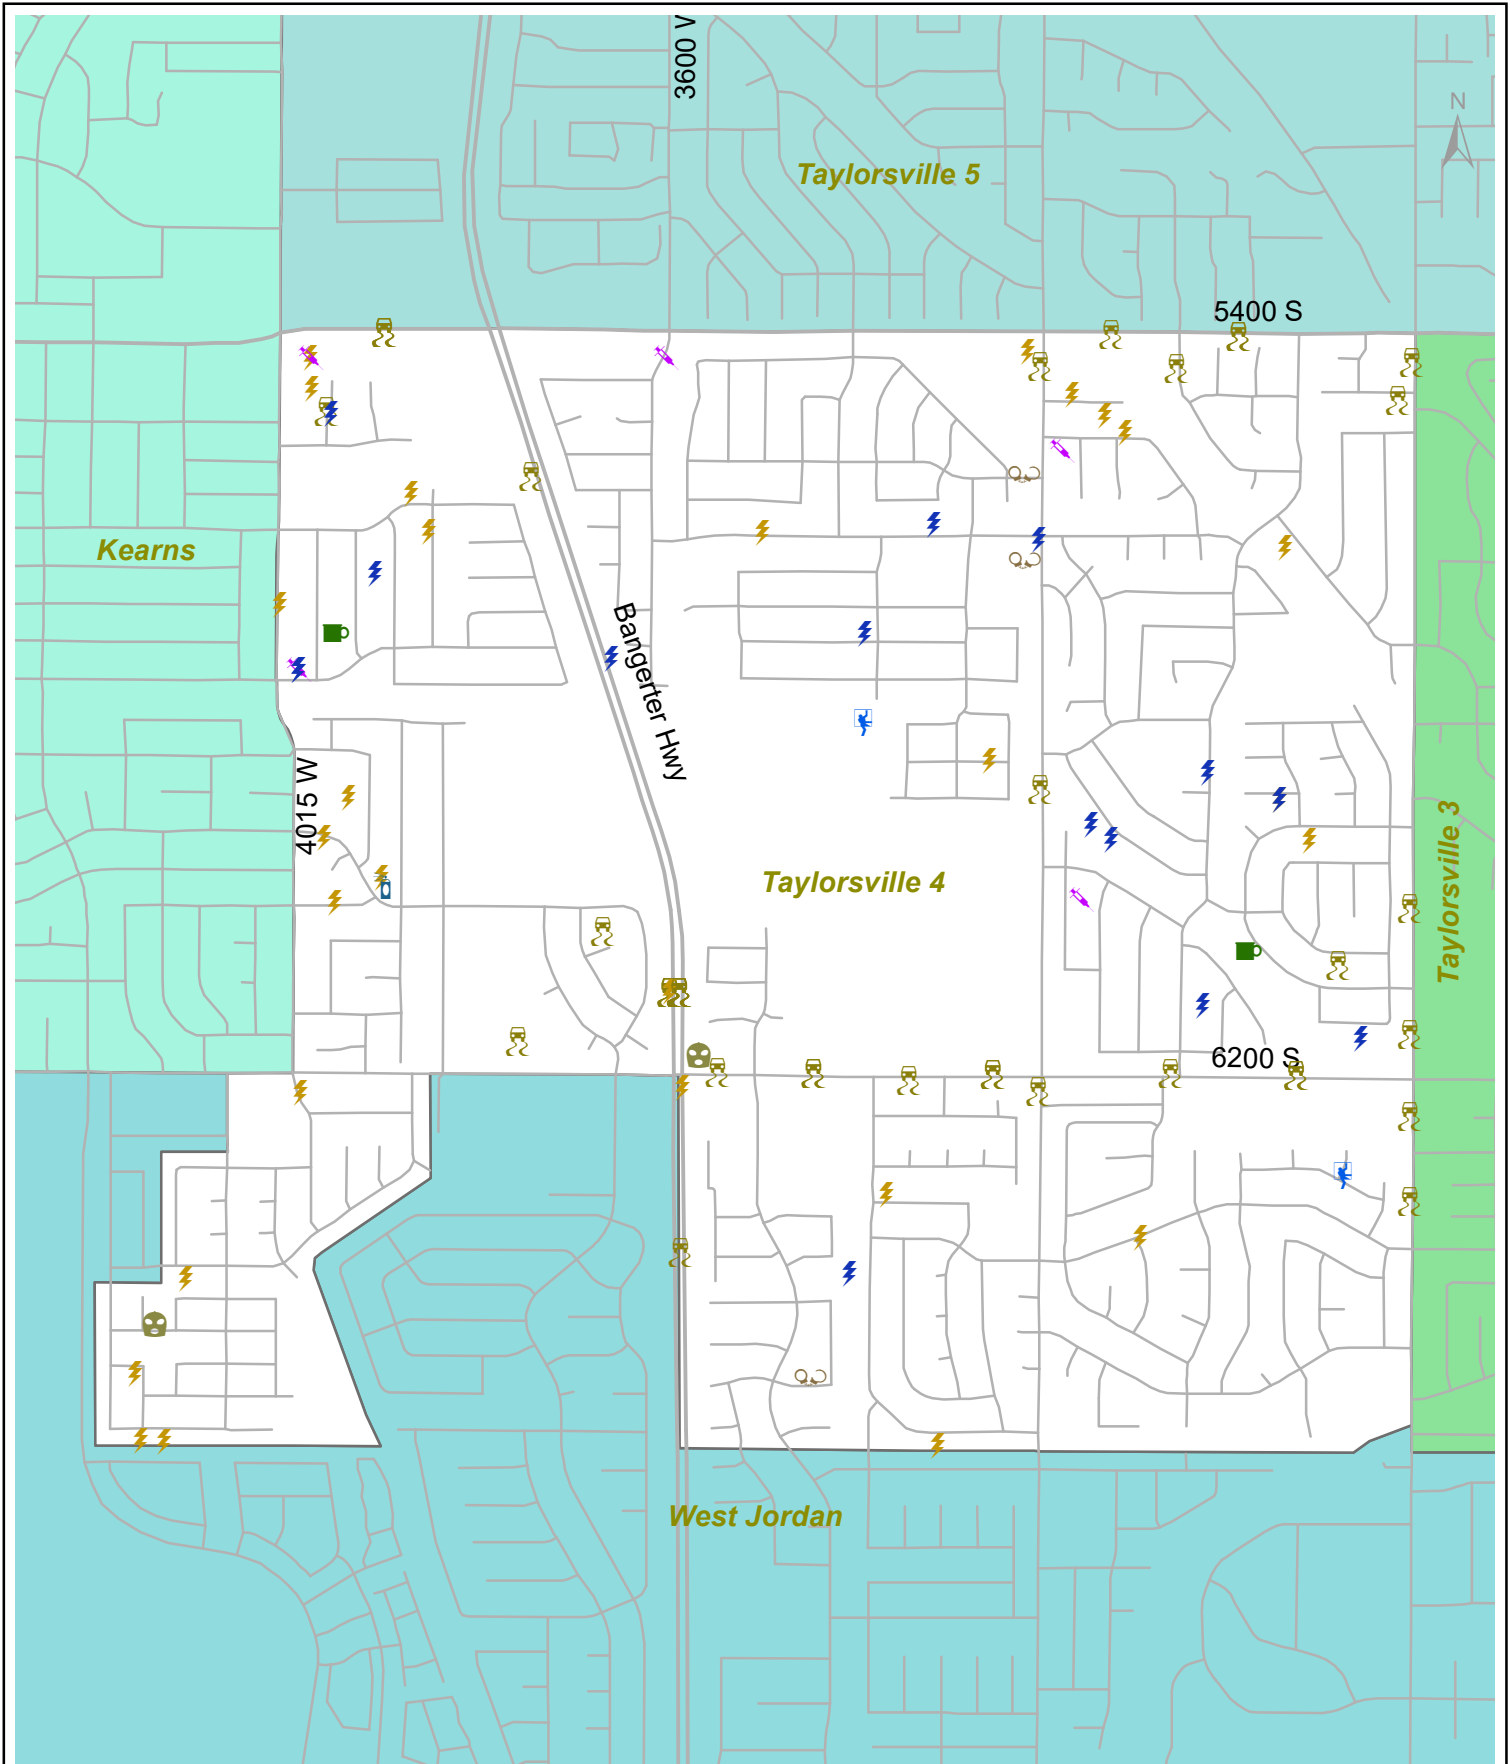 3600 W
N
Taylorsville 5
5400 S
Kearns
Bangerter Hwy
4015 W
Taylorsville 4
Taylorsville 3
6200 S
West Jordan